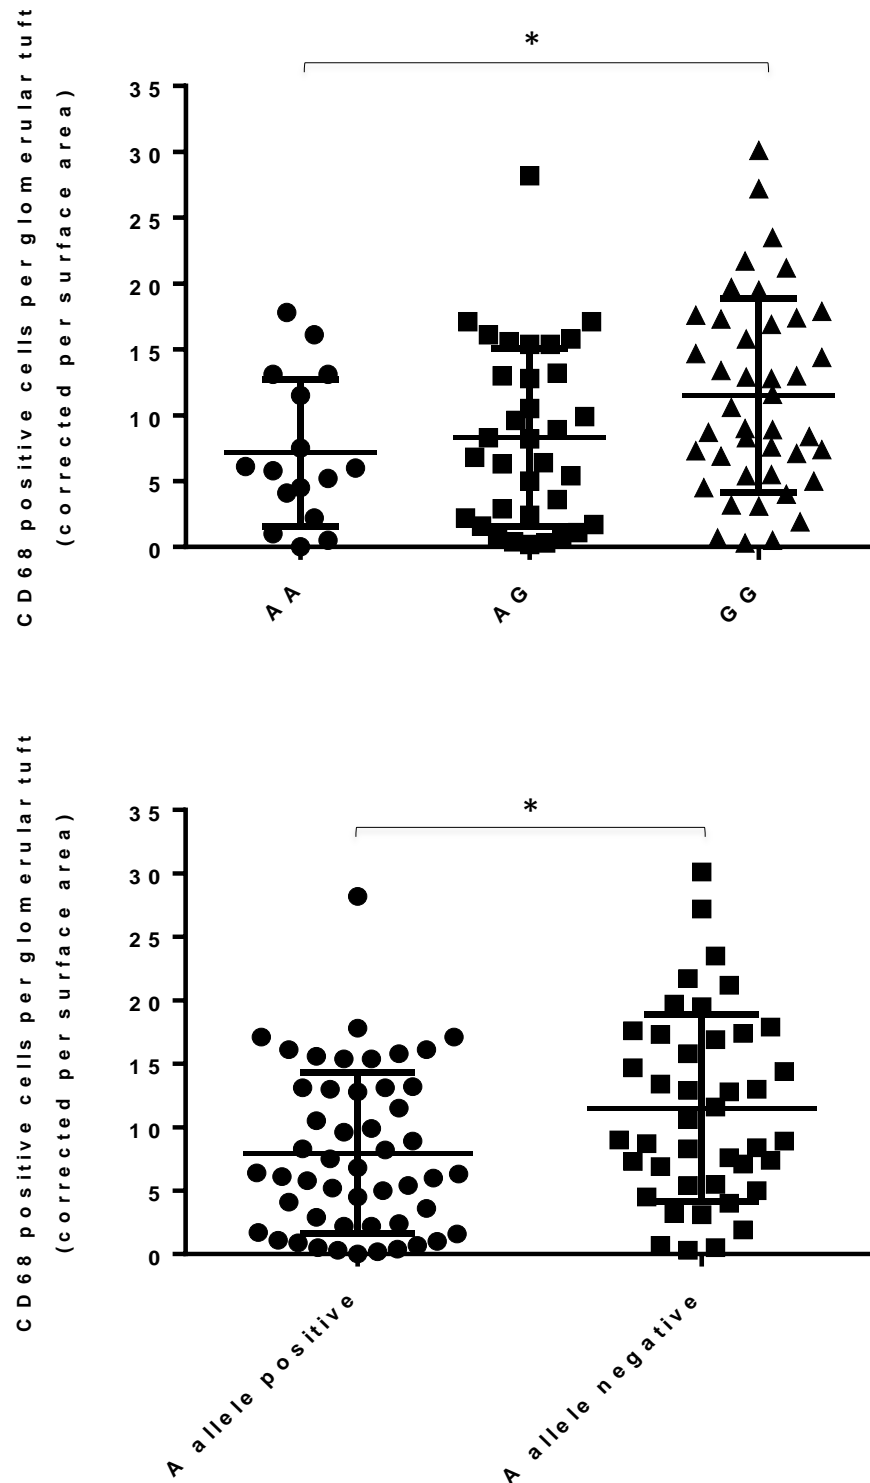 CD68 positive cells per glomerular tuft
(corrected per surface area)
*
35
30
25
20
15
10
5
0
AA
AG
GG
CD68 positive cells per glomerular tuft
(corrected per surface area)
*
35
30
25
20
15
10
5
0
A allele positive
A allele negative